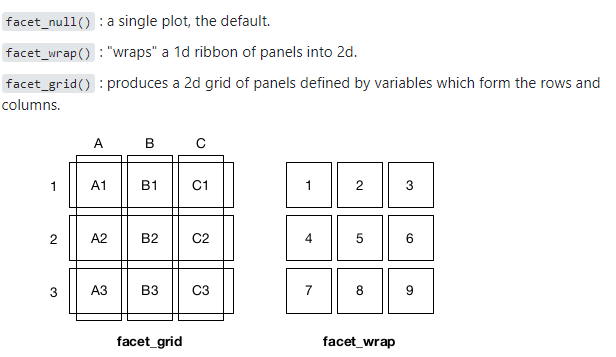 facet_null() : a single plot, the default.
facet_wrap() : "wraps" a 1d ribbon of panels into 2d.
facet_grid() : produces a 2d grid of panels defined by variables which form the rows and
columns.
A B C
1 A1 B1 C1 1 2 3
2 A2 B2 C2 4 5 6
3 A3 B3 C3 7 8 9
facet_grid facet_wrap